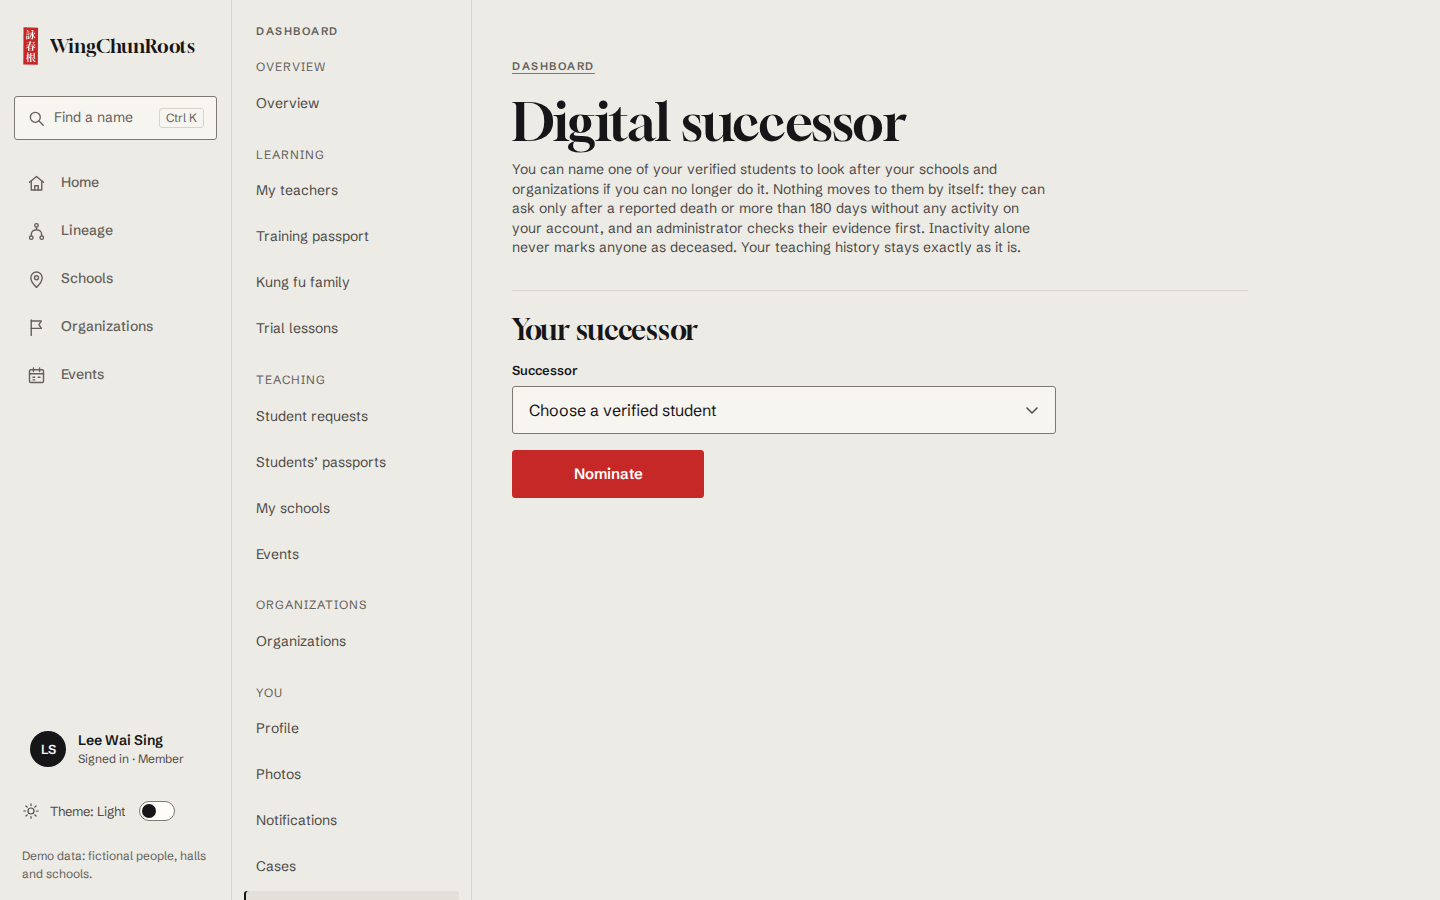 詠春根
WingChunRoots
Find a name
Ctrl K
Home
Lineage
Schools
Organizations
Events
Lee Wai Sing
LS
Signed in · Member
Theme: Light
Demo data: fictional people, halls
and schools.
DASHBOARD
OVERVIEW
Overview
LEARNING
My teachers
Training passport
Kung fu family
Trial lessons
TEACHING
Student requests
Students’ passports
My schools
Events
ORGANIZATIONS
Organizations
YOU
Profile
Photos
Notifications
Cases
DASHBOARD
Digital successor
You can name one of your verified students to look after your schools and
organizations if you can no longer do it. Nothing moves to them by itself: they can
ask only after a reported death or more than 180 days without any activity on
your account, and an administrator checks their evidence first. Inactivity alone
never marks anyone as deceased. Your teaching history stays exactly as it is.
Your successor
Successor
Choose a verified student
Nominate